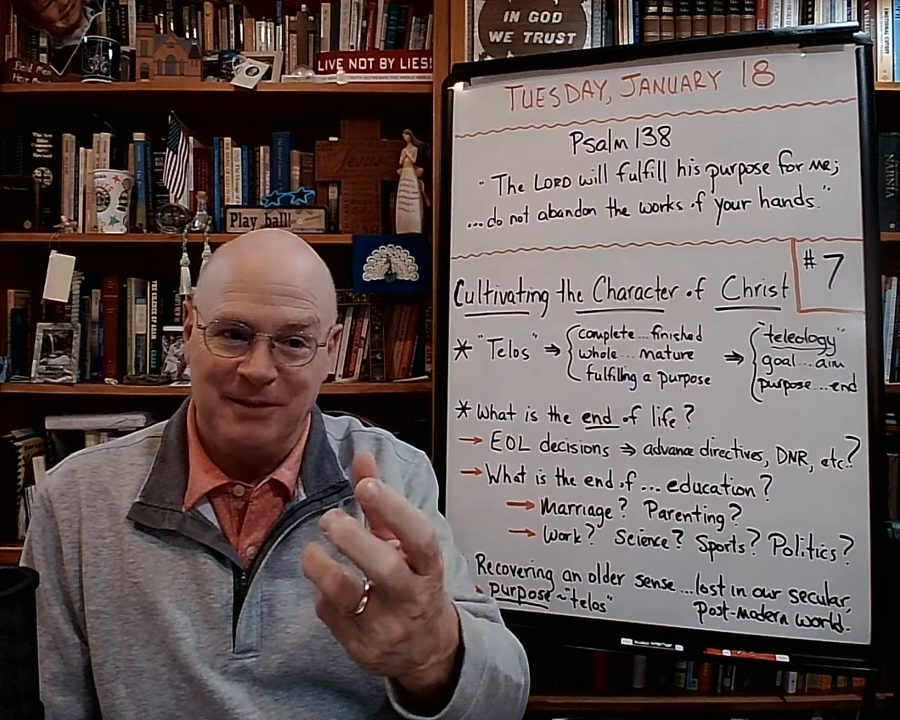 IN GOD
WE TRUST
LIVE NOT BY LIES!
Play ball!
NARNIA
TUESDAY, JANUARY 18
Psalm 138
"The LORD will fulfill his purpose for me;
...do not abandon the works of your hands."
#7
Cultivating the Character of Christ
* "Telos" ⇒ { complete...finished
whole...mature
fulfilling a purpose
⇒ { "teleology"
goal...aim
purpose...end
* What is the end of life?
→ EOL decisions ⇒ advance directives, DNR, etc?
→ What is the end of... education?
→ Marriage? Parenting?
→ Work? Science? Sports? Politics?
Recovering an older sense...lost in our secular,
purpose ~ "telos" post-modern world.